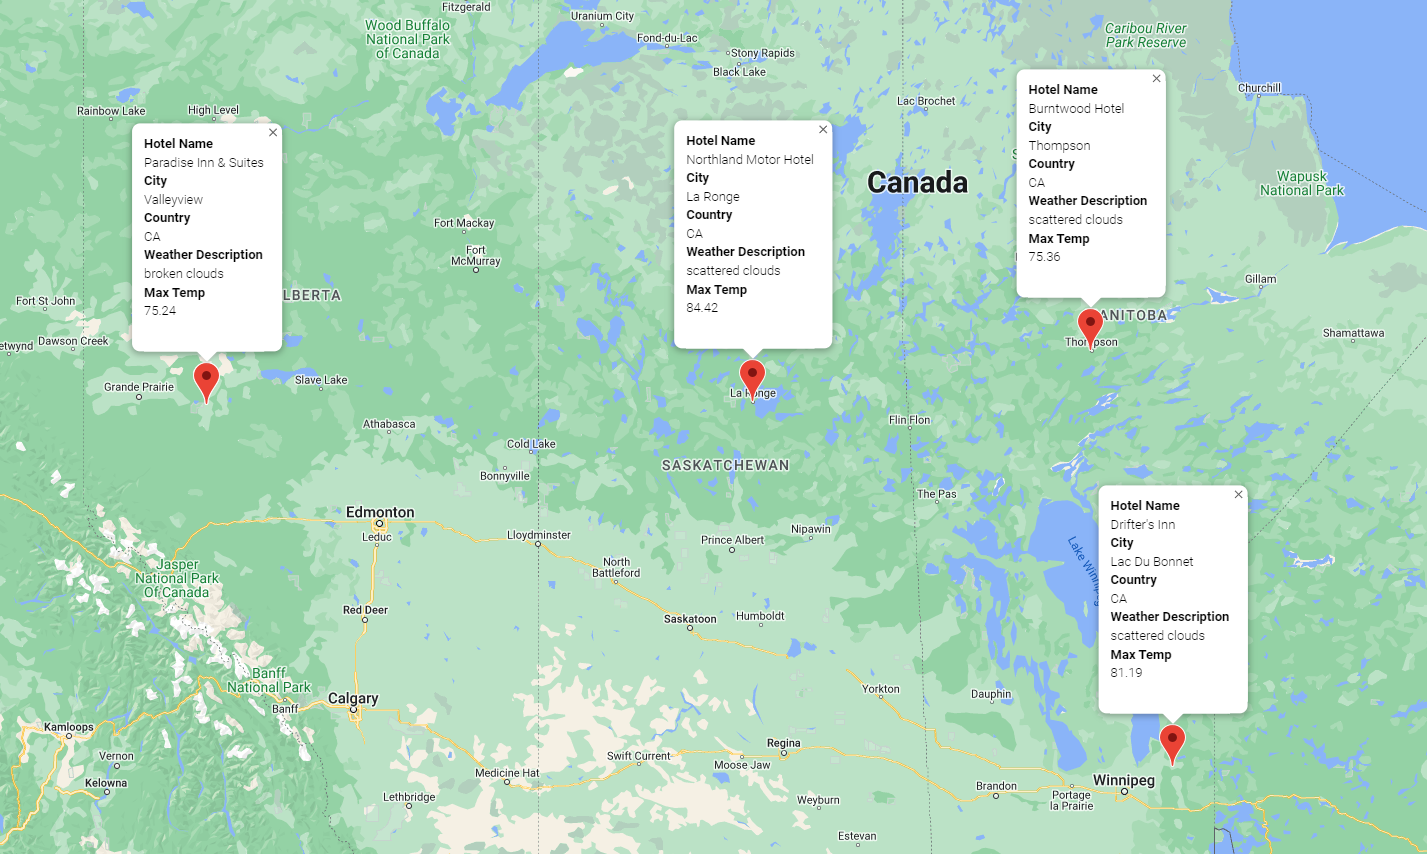 Fitzgerald
Wood Buffalo
National Park
of Canada
Uranium City
Fond-du-Lac
Stony Rapids
Black Lake
Caribou River
Park Reserve
Churchill
Rainbow Lake
High Level
Lac Brochet
Canada
Wapusk
National Park
Hotel Name
Paradise Inn & Suites
City
Valleyview
Country
CA
Weather Description
broken clouds
Max Temp
75.24
Hotel Name
Northland Motor Hotel
City
La Ronge
Country
CA
Weather Description
scattered clouds
Max Temp
84.42
Hotel Name
Burntwood Hotel
City
Thompson
Country
CA
Weather Description
scattered clouds
Max Temp
75.36
Fort Mackay
Fort
McMurray
Gillam
Fort St John
LBERTA
ANITOBA
Shamattawa
etwynd
Dawson Creek
Thompson
Grande Prairie
Slave Lake
La Ronge
Athabasca
Flin Flon
Cold Lake
Bonnyville
SASKATCHEWAN
The Pas
Edmonton
Leduc
Lloydminster
Nipawin
Prince Albert
North
Battleford
Jasper
National Park
Of Canada
Lake Winnipeg
Hotel Name
Drifter's Inn
City
Lac Du Bonnet
Country
CA
Weather Description
scattered clouds
Max Temp
81.19
Red Deer
Saskatoon
Humboldt
Banff
National Park
Banff
Calgary
Yorkton
Dauphin
Kamloops
Vernon
Kelowna
Regina
Swift Current
Moose Jaw
Medicine Hat
Lethbridge
Weyburn
Brandon
Portage
la Prairie
Winnipeg
Estevan